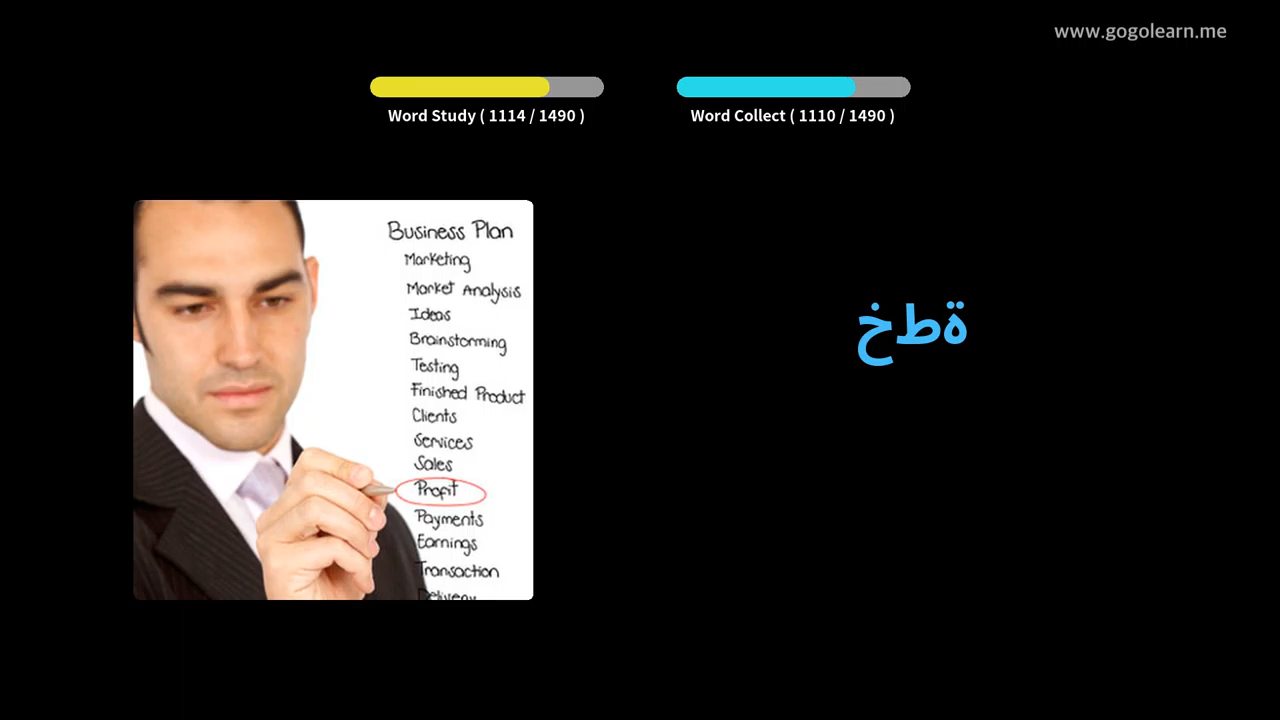 www.gogolearn.me
Word Study ( 1114 / 1490 )
Word Collect ( 1110 / 1490 )
Business Plan
Marketing
Market Analysis
Ideas
Brainstorming
Testing
Finished Product
Clients
Services
Sales
Profit
Payments
Earnings
Transaction
Delivery
خطة